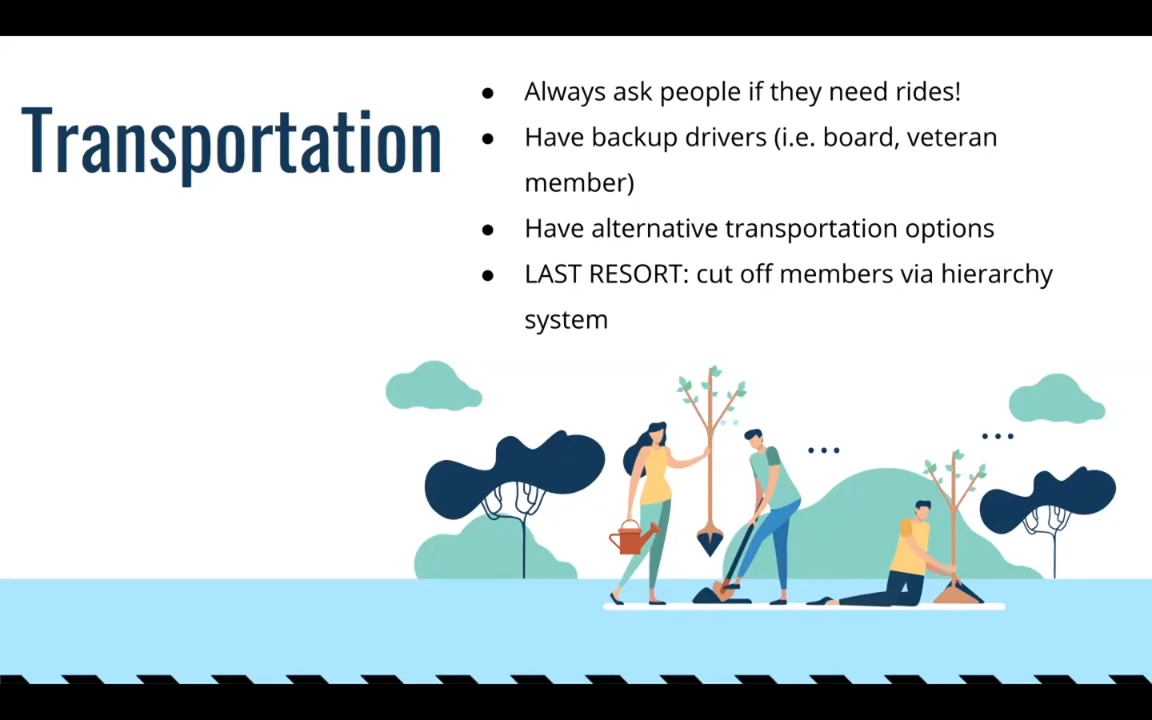 Transportation
● Always ask people if they need rides!
● Have backup drivers (i.e. board, veteran
member)
● Have alternative transportation options
● LAST RESORT: cut off members via hierarchy
system